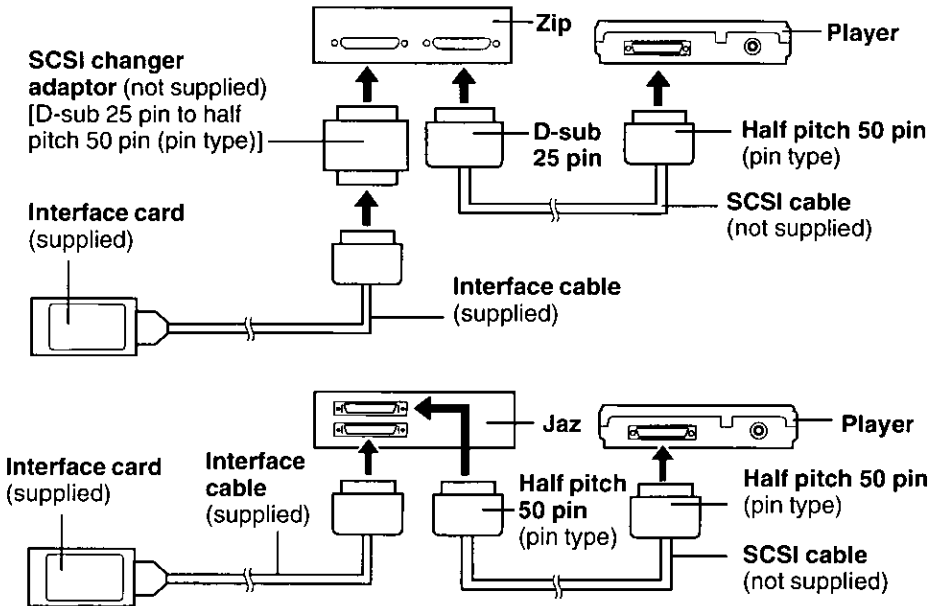 Zip
Player
SCSI changer
adaptor (not supplied)
[D-sub 25 pin to half
pitch 50 pin (pin type)]
D-sub
25 pin
Half pitch 50 pin
(pin type)
SCSI cable
(not supplied)
Interface card
(supplied)
Interface cable
(supplied)
Jaz
Player
Interface card
(supplied)
Interface
cable
(supplied)
Half pitch
50 pin
(pin type)
Half pitch 50 pin
(pin type)
SCSI cable
(not supplied)